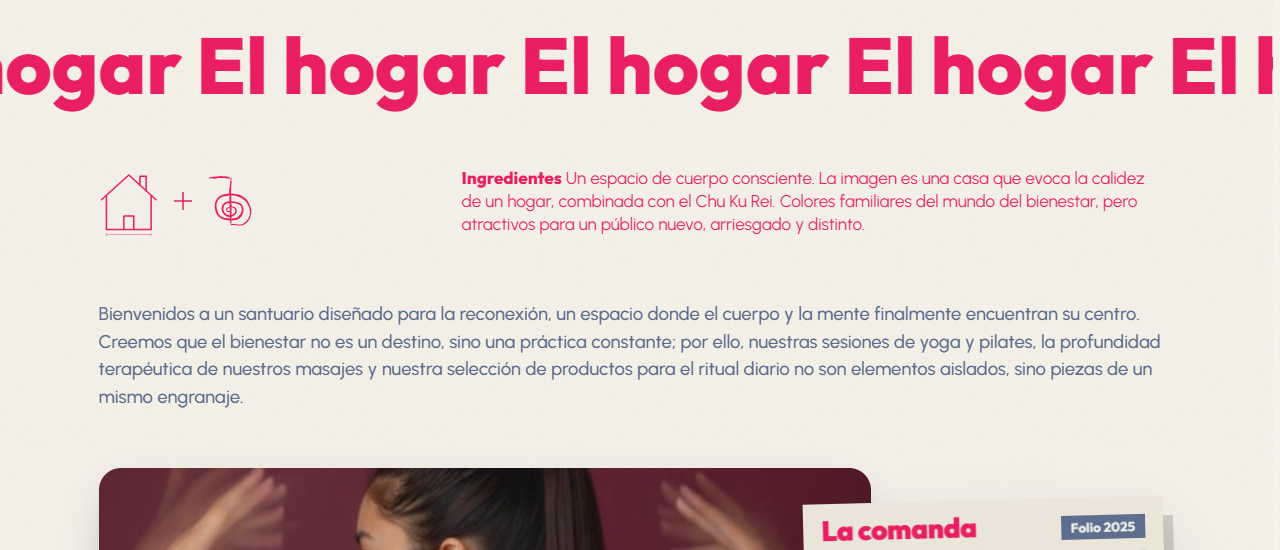 hogar El hogar El hogar El hogar El h
Ingredientes Un espacio de cuerpo consciente. La imagen es una casa que evoca la calidez
de un hogar, combinada con el Chu Ku Rei. Colores familiares del mundo del bienestar, pero
atractivos para un público nuevo, arriesgado y distinto.
Bienvenidos a un santuario diseñado para la reconexión, un espacio donde el cuerpo y la mente finalmente encuentran su centro.
Creemos que el bienestar no es un destino, sino una práctica constante; por ello, nuestras sesiones de yoga y pilates, la profundidad
terapéutica de nuestros masajes y nuestra selección de productos para el ritual diario no son elementos aislados, sino piezas de un
mismo engranaje.
La comanda
Folio 2025